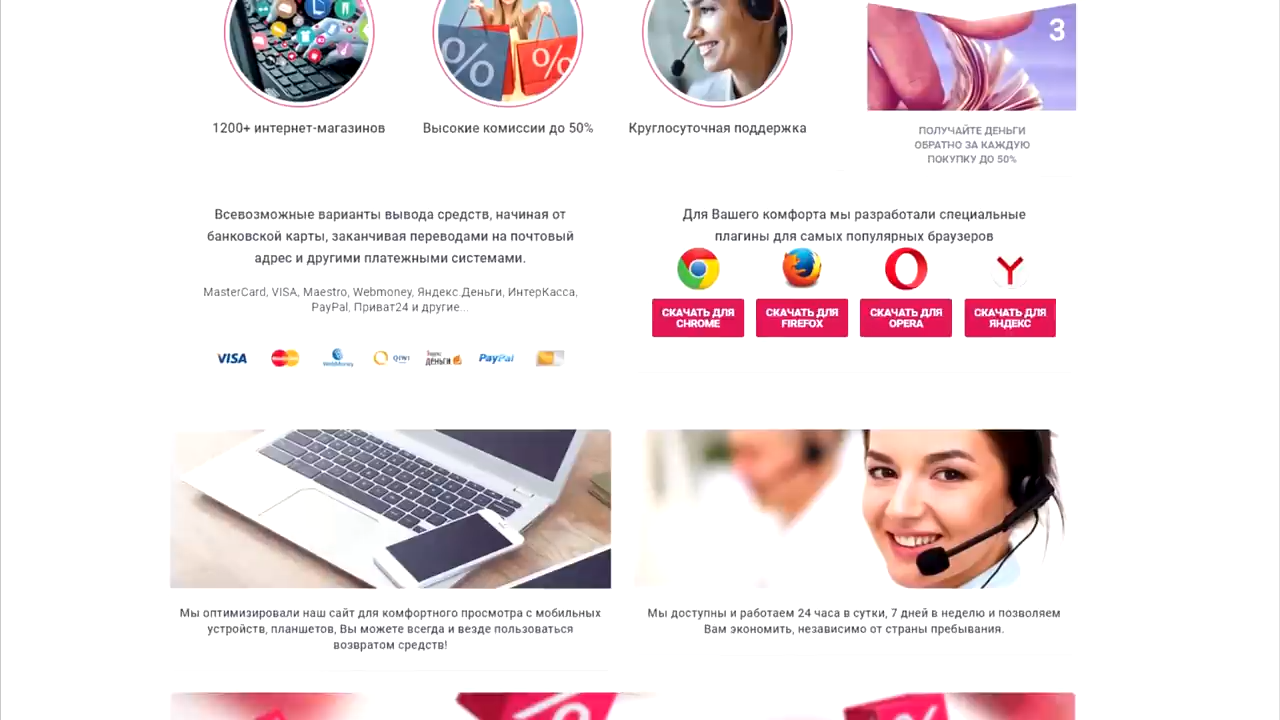 %
%
3
1200+ интернет-магазинов
Высокие комиссии до 50%
Круглосуточная поддержка
ПОЛУЧАЙТЕ ДЕНЬГИ
ОБРАТНО ЗА КАЖДУЮ
ПОКУПКУ ДО 50%
Всевозможные варианты вывода средств, начиная от
банковской карты, заканчивая переводами на почтовый
адрес и другими платежными системами.
MasterCard, VISA, Maestro, Webmoney, Яндекс.Деньги, ИнтерКасса,
PayPal, Приват24 и другие...
VISA
MasterCard
WebMoney
QIWI
Яндекс
ДЕНЬГИ
PayPal
Для Вашего комфорта мы разработали специальные
плагины для самых популярных браузеров
СКАЧАТЬ ДЛЯ
CHROME
СКАЧАТЬ ДЛЯ
FIREFOX
СКАЧАТЬ ДЛЯ
OPERA
СКАЧАТЬ ДЛЯ
ЯНДЕКС
Мы оптимизировали наш сайт для комфортного просмотра с мобильных
устройств, планшетов, Вы можете всегда и везде пользоваться
возвратом средств!
Мы доступны и работаем 24 часа в сутки, 7 дней в неделю и позволяем
Вам экономить, независимо от страны пребывания.
%
%